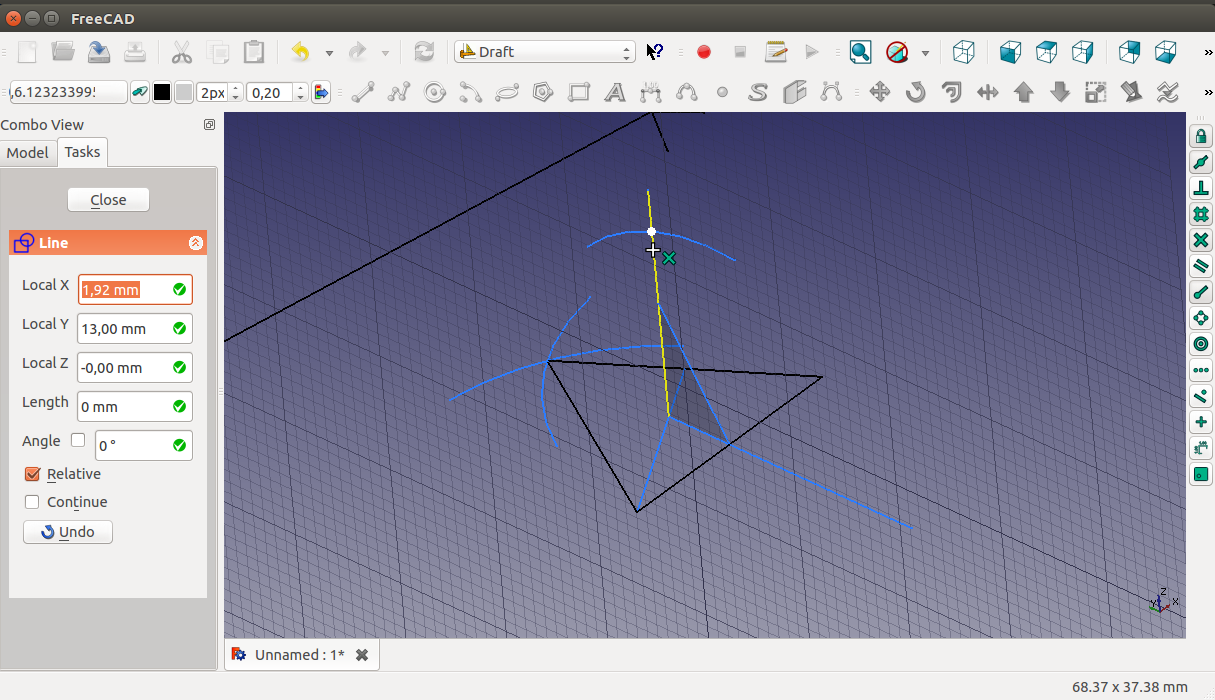 FreeCAD
Draft
,6.123233995
2px
0,20
Combo View
Model
Tasks
Close
Line
Local X
1,92 mm
Local Y
13,00 mm
Local Z
-0,00 mm
Length
0 mm
Angle
0 °
Relative
Continue
Undo
Z
Y
X
Unnamed : 1*
68.37 x 37.38 mm